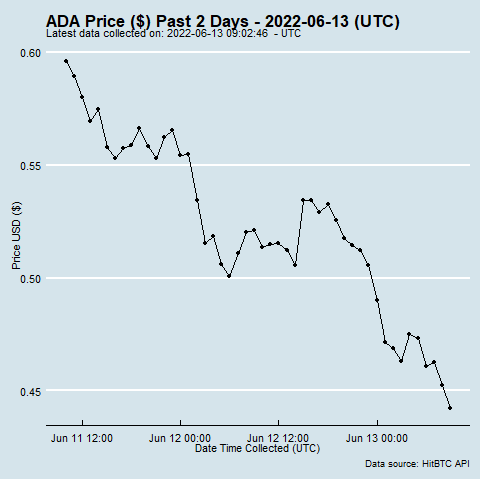 ADA Price ($) Past 2 Days - 2022-06-13 (UTC)
Latest data collected on: 2022-06-13 09:02:46  - UTC
0.60
0.55
0.50
0.45
Price USD ($)
Jun 11 12:00 Jun 12 00:00 Jun 12 12:00 Jun 13 00:00
Date Time Collected (UTC)
Data source: HitBTC API